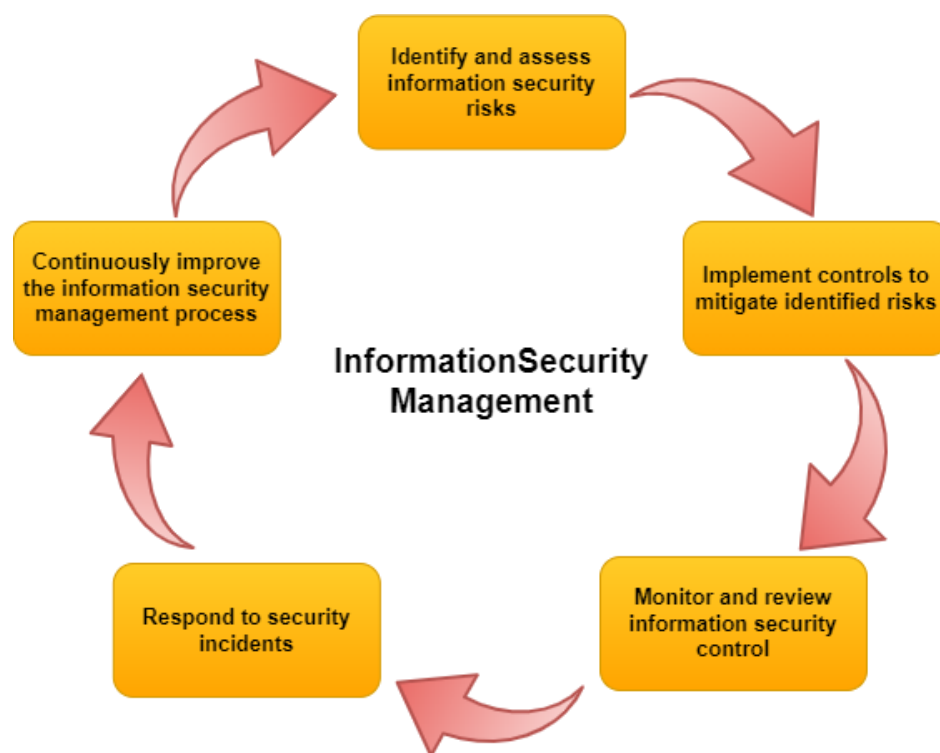 Identify and assess
information security
risks
Implement controls to
mitigate identified risks
Monitor and review
information security
control
Respond to security
incidents
Continuously improve
the information security
management process
InformationSecurity
Management